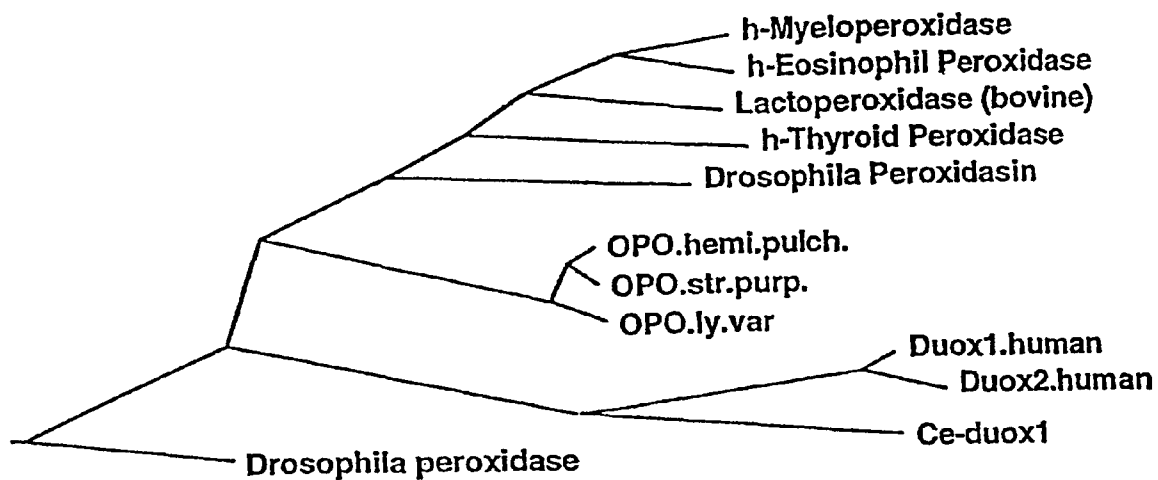 h-Myeloperoxidase
h-Eosinophil Peroxidase
Lactoperoxidase (bovine)
h-Thyroid Peroxidase
Drosophila Peroxidasin
OPO.hemi.pulch.
OPO.str.purp.
OPO.ly.var
Duox1.human
Duox2.human
Ce-duox1
Drosophila peroxidase